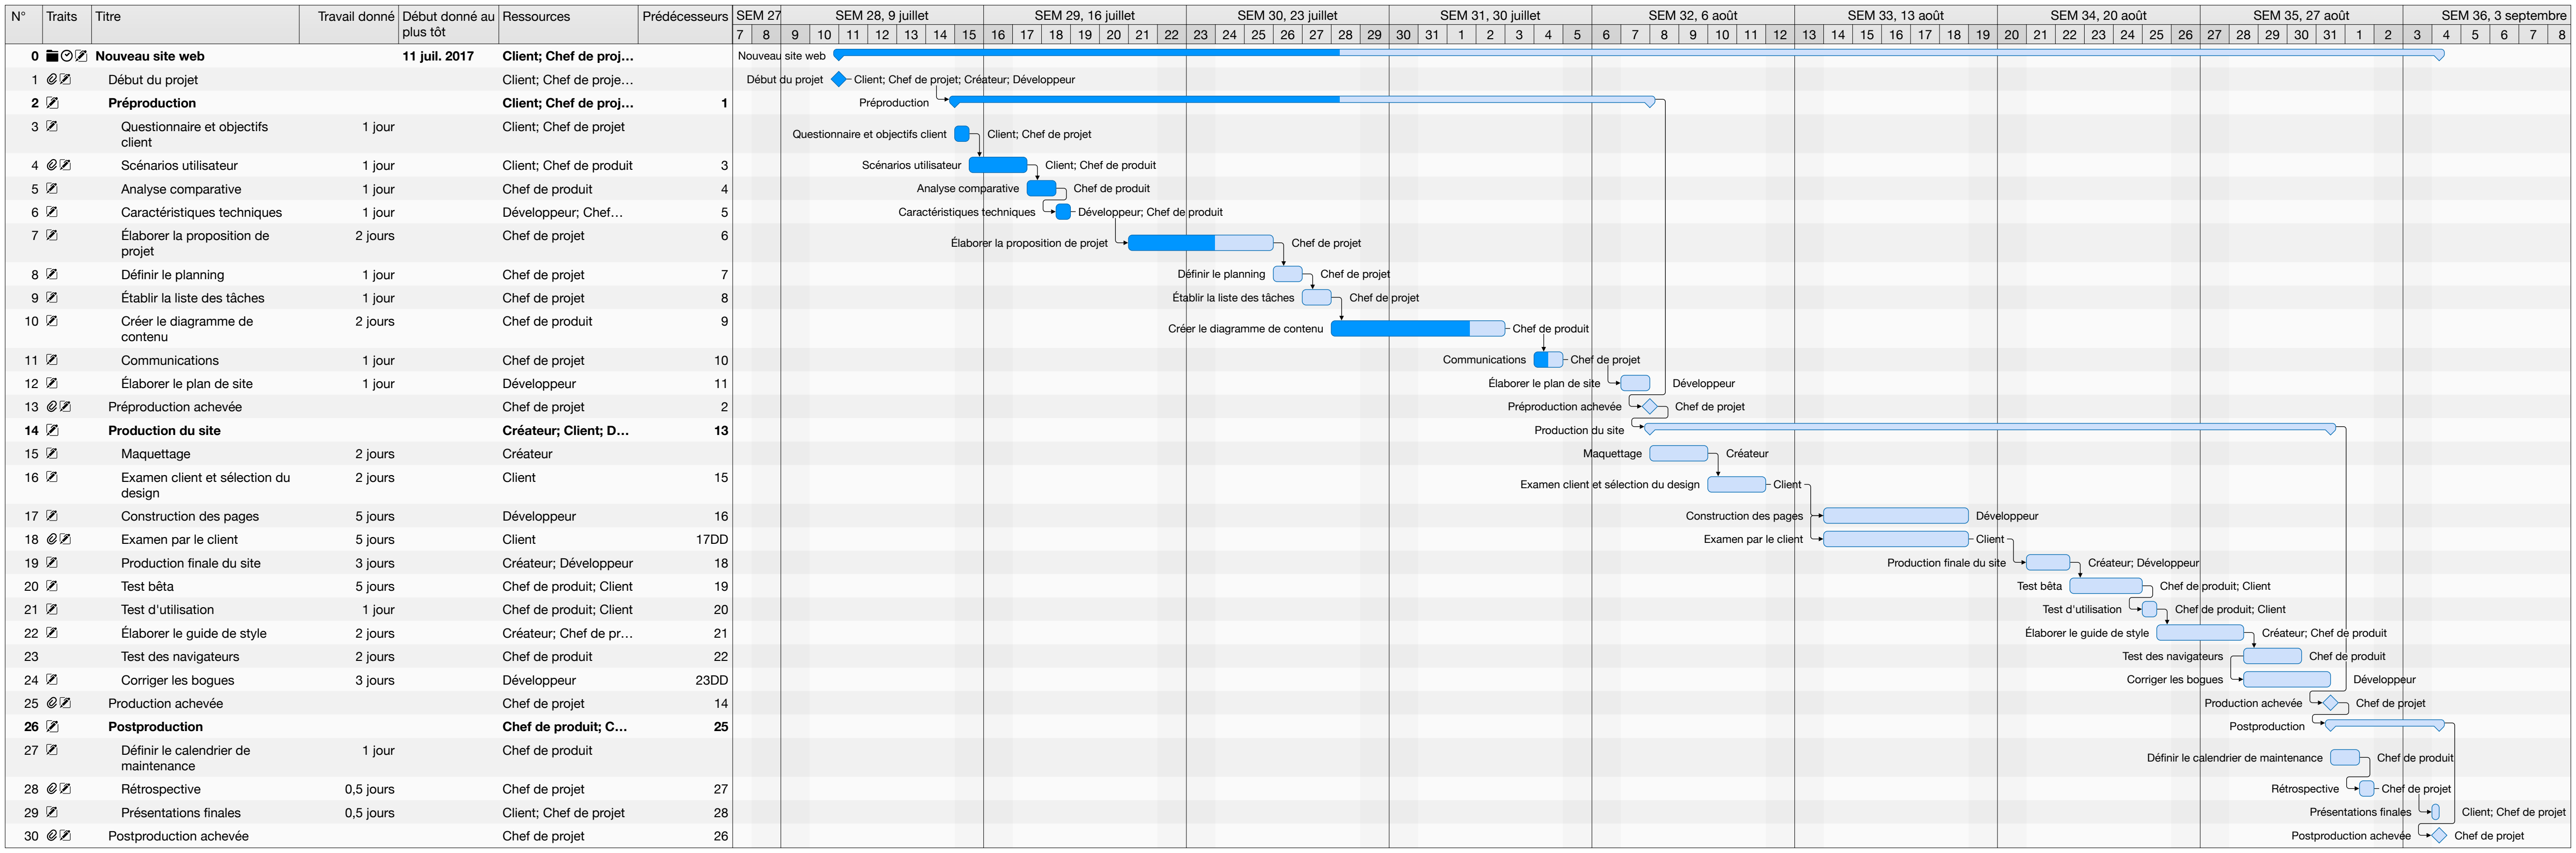 N° Traits Titre Travail donné Début donné au plus tôt Ressources Prédécesseurs
SEM 27 SEM 28, 9 juillet SEM 29, 16 juillet SEM 30, 23 juillet SEM 31, 30 juillet SEM 32, 6 août SEM 33, 13 août SEM 34, 20 août SEM 35, 27 août SEM 36, 3 septembre
7 8 9 10 11 12 13 14 15 16 17 18 19 20 21 22 23 24 25 26 27 28 29 30 31 1 2 3 4 5 6 7 8 9 10 11 12 13 14 15 16 17 18 19 20 21 22 23 24 25 26 27 28 29 30 31 1 2 3 4 5 6 7 8
0 Nouveau site web 11 juil. 2017 Client; Chef de proj… Nouveau site web
1 Début du projet Client; Chef de proje… Début du projet Client; Chef de projet; Créateur; Développeur
2 Préproduction Client; Chef de proj… 1 Préproduction
3 Questionnaire et objectifs 1 jour Client; Chef de projet Questionnaire et objectifs client Client; Chef de projet
client
4 Scénarios utilisateur 1 jour Client; Chef de produit 3 Scénarios utilisateur Client; Chef de produit
5 Analyse comparative 1 jour Chef de produit 4 Analyse comparative Chef de produit
6 Caractéristiques techniques 1 jour Développeur; Chef… 5 Caractéristiques techniques Développeur; Chef de produit
7 Élaborer la proposition de 2 jours Chef de projet 6 Élaborer la proposition de projet Chef de projet
projet
8 Définir le planning 1 jour Chef de projet 7 Définir le planning Chef de projet
9 Établir la liste des tâches 1 jour Chef de projet 8 Établir la liste des tâches Chef de projet
10 Créer le diagramme de 2 jours Chef de produit 9 Créer le diagramme de contenu Chef de produit
contenu
11 Communications 1 jour Chef de projet 10 Communications Chef de projet
12 Élaborer le plan de site 1 jour Développeur 11 Élaborer le plan de site Développeur
13 Préproduction achevée Chef de projet 2 Préproduction achevée Chef de projet
14 Production du site Créateur; Client; D… 13 Production du site
15 Maquettage 2 jours Créateur Maquettage Créateur
16 Examen client et sélection du 2 jours Client 15 Examen client et sélection du design Client
design
17 Construction des pages 5 jours Développeur 16 Construction des pages Développeur
18 Examen par le client 5 jours Client 17DD Examen par le client Client
19 Production finale du site 3 jours Créateur; Développeur 18 Production finale du site Créateur; Développeur
20 Test bêta 5 jours Chef de produit; Client 19 Test bêta Chef de produit; Client
21 Test d'utilisation 1 jour Chef de produit; Client 20 Test d'utilisation Chef de produit; Client
22 Élaborer le guide de style 2 jours Créateur; Chef de pr… 21 Élaborer le guide de style Créateur; Chef de produit
23 Test des navigateurs 2 jours Chef de produit 22 Test des navigateurs Chef de produit
24 Corriger les bogues 3 jours Développeur 23DD Corriger les bogues Développeur
25 Production achevée Chef de projet 14 Production achevée Chef de projet
26 Postproduction Chef de produit; C… 25 Postproduction
27 Définir le calendrier de 1 jour Chef de produit Définir le calendrier de maintenance Chef de produit
maintenance
28 Rétrospective 0,5 jours Chef de projet 27 Rétrospective Chef de projet
29 Présentations finales 0,5 jours Client; Chef de projet 28 Présentations finales Client; Chef de projet
30 Postproduction achevée Chef de projet 26 Postproduction achevée Chef de projet